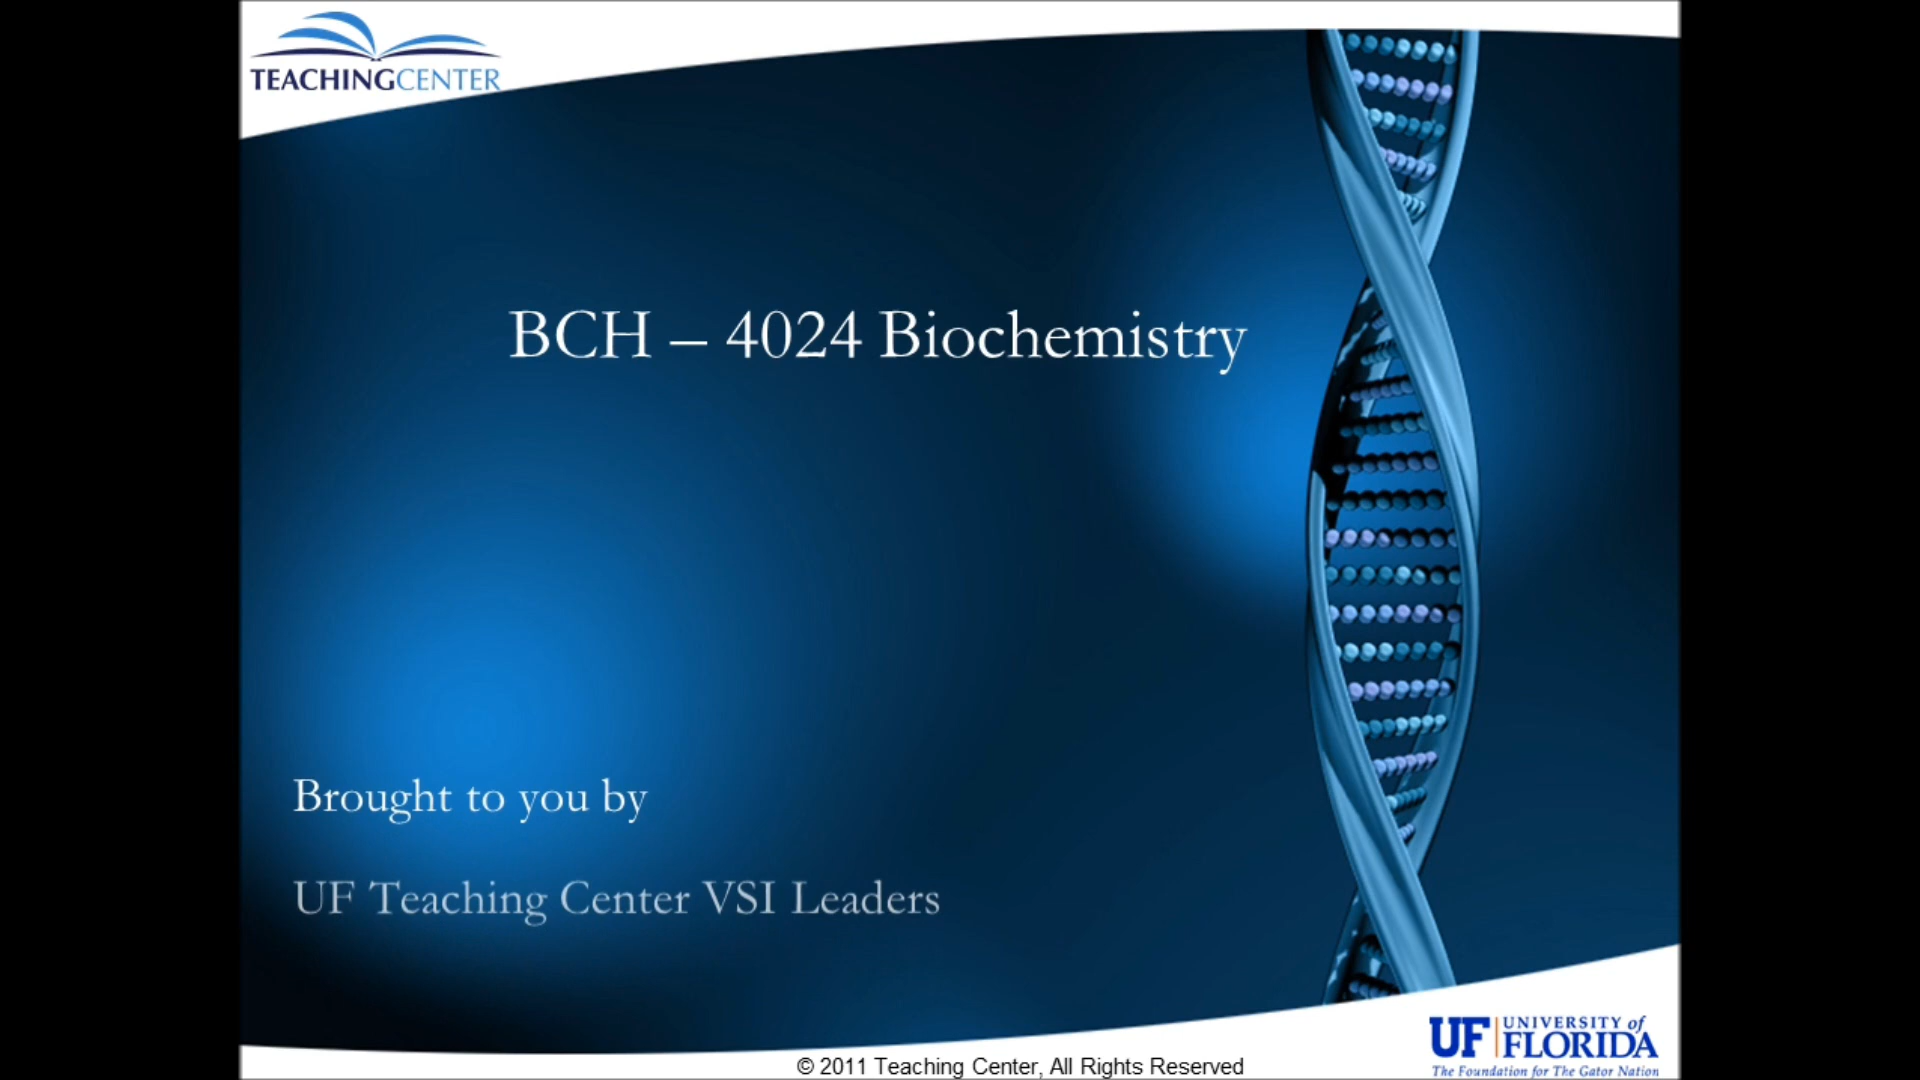 TEACHINGCENTER
BCH – 4024 Biochemistry
Brought to you by
UF Teaching Center VSI Leaders
© 2011 Teaching Center, All Rights Reserved
UF UNIVERSITY of
FLORIDA
The Foundation for The Gator Nation